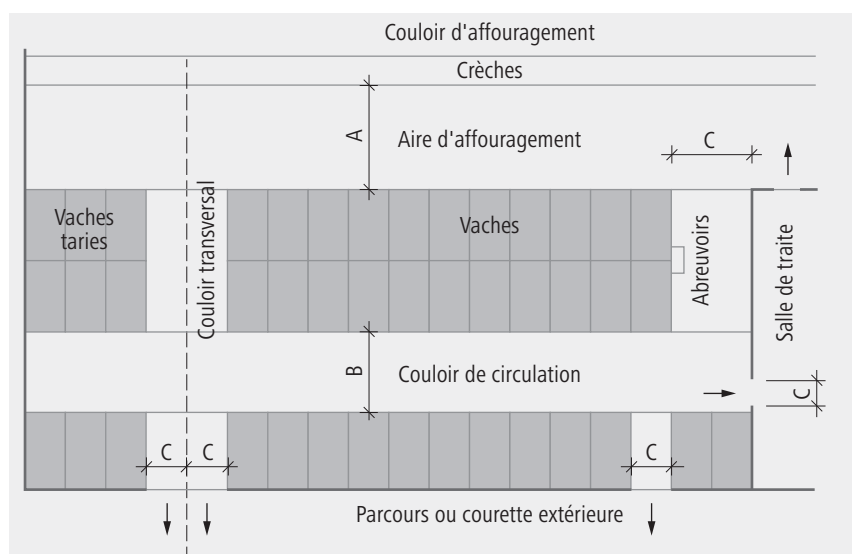 Couloir d'affouragement
Crèches
A
Aire d'affouragement
C
Vaches
taries
Couloir transversal
Vaches
Abreuvoirs
Salle de traite
B
Couloir de circulation
C
C
C
C
Parcours ou courette extérieure